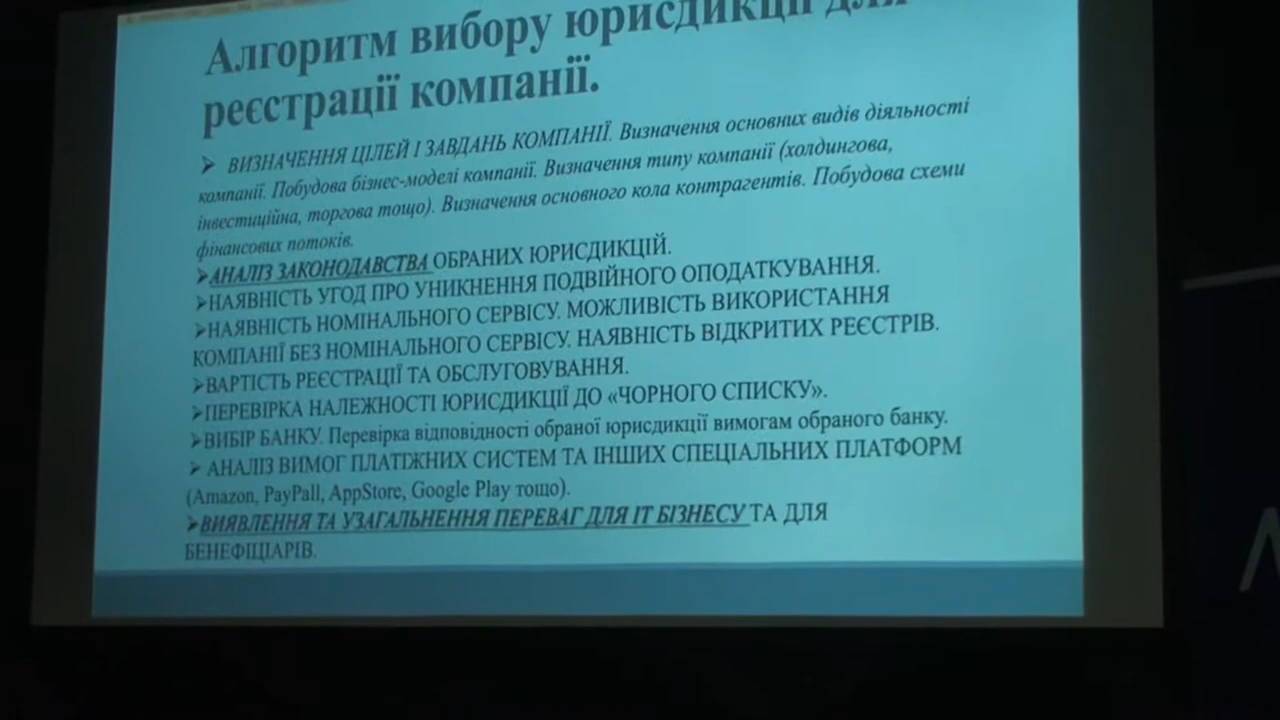 Алгоритм вибору юрисдикції для
реєстрації компанії.
➢ ВИЗНАЧЕННЯ ЦІЛЕЙ І ЗАВДАНЬ КОМПАНІЇ. Визначення основних видів діяльності
компанії. Побудова бізнес-моделі компанії. Визначення типу компанії (холдингова,
інвестиційна, торгова тощо). Визначення основного кола контрагентів. Побудова схеми
фінансових потоків.
➢АНАЛІЗ ЗАКОНОДАВСТВА ОБРАНИХ ЮРИСДИКЦІЙ.
➢НАЯВНІСТЬ УГОД ПРО УНИКНЕННЯ ПОДВІЙНОГО ОПОДАТКУВАННЯ.
➢НАЯВНІСТЬ НОМІНАЛЬНОГО СЕРВІСУ. МОЖЛИВІСТЬ ВИКОРИСТАННЯ
КОМПАНІЇ БЕЗ НОМІНАЛЬНОГО СЕРВІСУ. НАЯВНІСТЬ ВІДКРИТИХ РЕЄСТРІВ.
➢ВАРТІСТЬ РЕЄСТРАЦІЇ ТА ОБСЛУГОВУВАННЯ.
➢ПЕРЕВІРКА НАЛЕЖНОСТІ ЮРИСДИКЦІЇ ДО «ЧОРНОГО СПИСКУ».
➢ВИБІР БАНКУ. Перевірка відповідності обраної юрисдикції вимогам обраного банку.
➢ АНАЛІЗ ВИМОГ ПЛАТІЖНИХ СИСТЕМ ТА ІНШИХ СПЕЦІАЛЬНИХ ПЛАТФОРМ
(Amazon, PayPall, AppStore, Google Play тощо).
➢ВИЯВЛЕННЯ ТА УЗАГАЛЬНЕННЯ ПЕРЕВАГ ДЛЯ ІТ БІЗНЕСУ ТА ДЛЯ
БЕНЕФІЦІАРІВ.